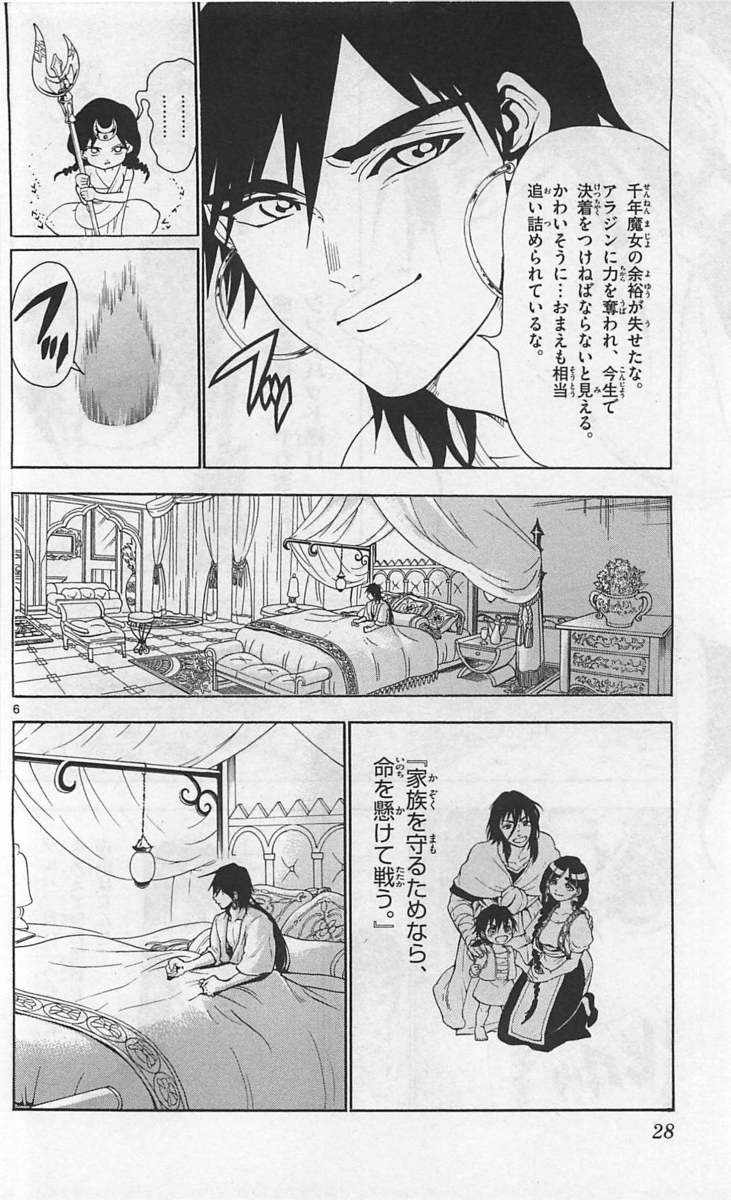 千年魔女の余裕が失せたな。
アラジンに力を奪われ、今生で
決着をつけねばならないと見える。
かわいそうに…おまえも相当
追い詰められているな。
…………
フッ
フッ
『家族を守るためなら、
命を懸けて戦う。』
6
28